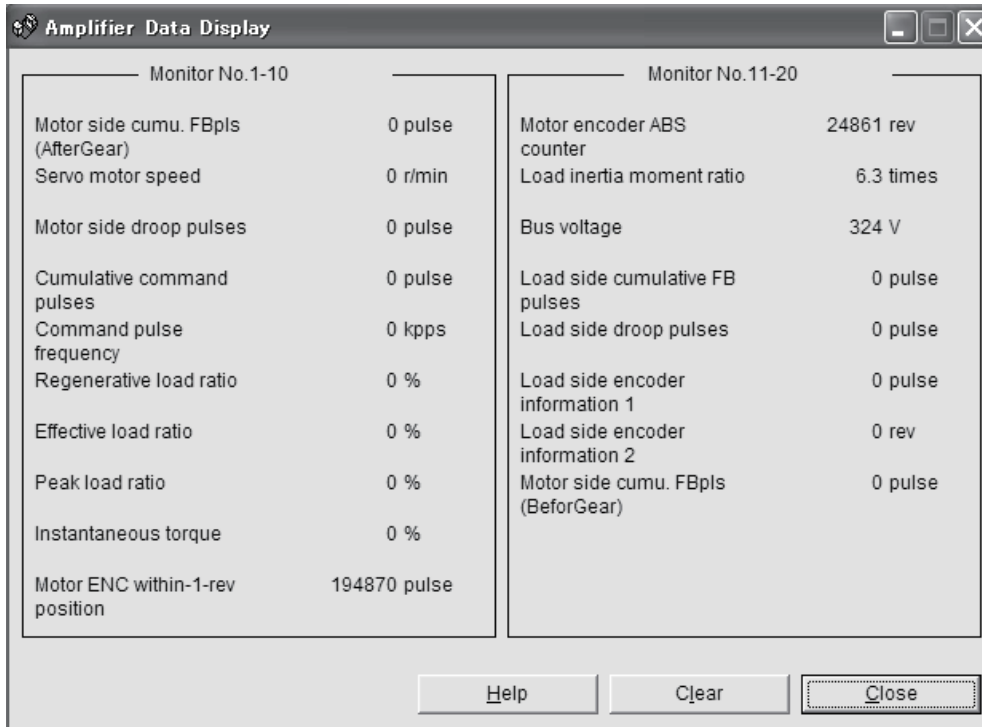 Amplifier Data Display
Monitor No.1-10
Motor side cumu. FBpls 0 pulse
(AfterGear)
Servo motor speed 0 r/min
Motor side droop pulses 0 pulse
Cumulative command 0 pulse
pulses
Command pulse 0 kpps
frequency
Regenerative load ratio 0 %
Effective load ratio 0 %
Peak load ratio 0 %
Instantaneous torque 0 %
Motor ENC within-1-rev 194870 pulse
position
Monitor No.11-20
Motor encoder ABS 24861 rev
counter
Load inertia moment ratio 6.3 times
Bus voltage 324 V
Load side cumulative FB 0 pulse
pulses
Load side droop pulses 0 pulse
Load side encoder 0 pulse
information 1
Load side encoder 0 rev
information 2
Motor side cumu. FBpls 0 pulse
(BeforGear)
Help Clear Close